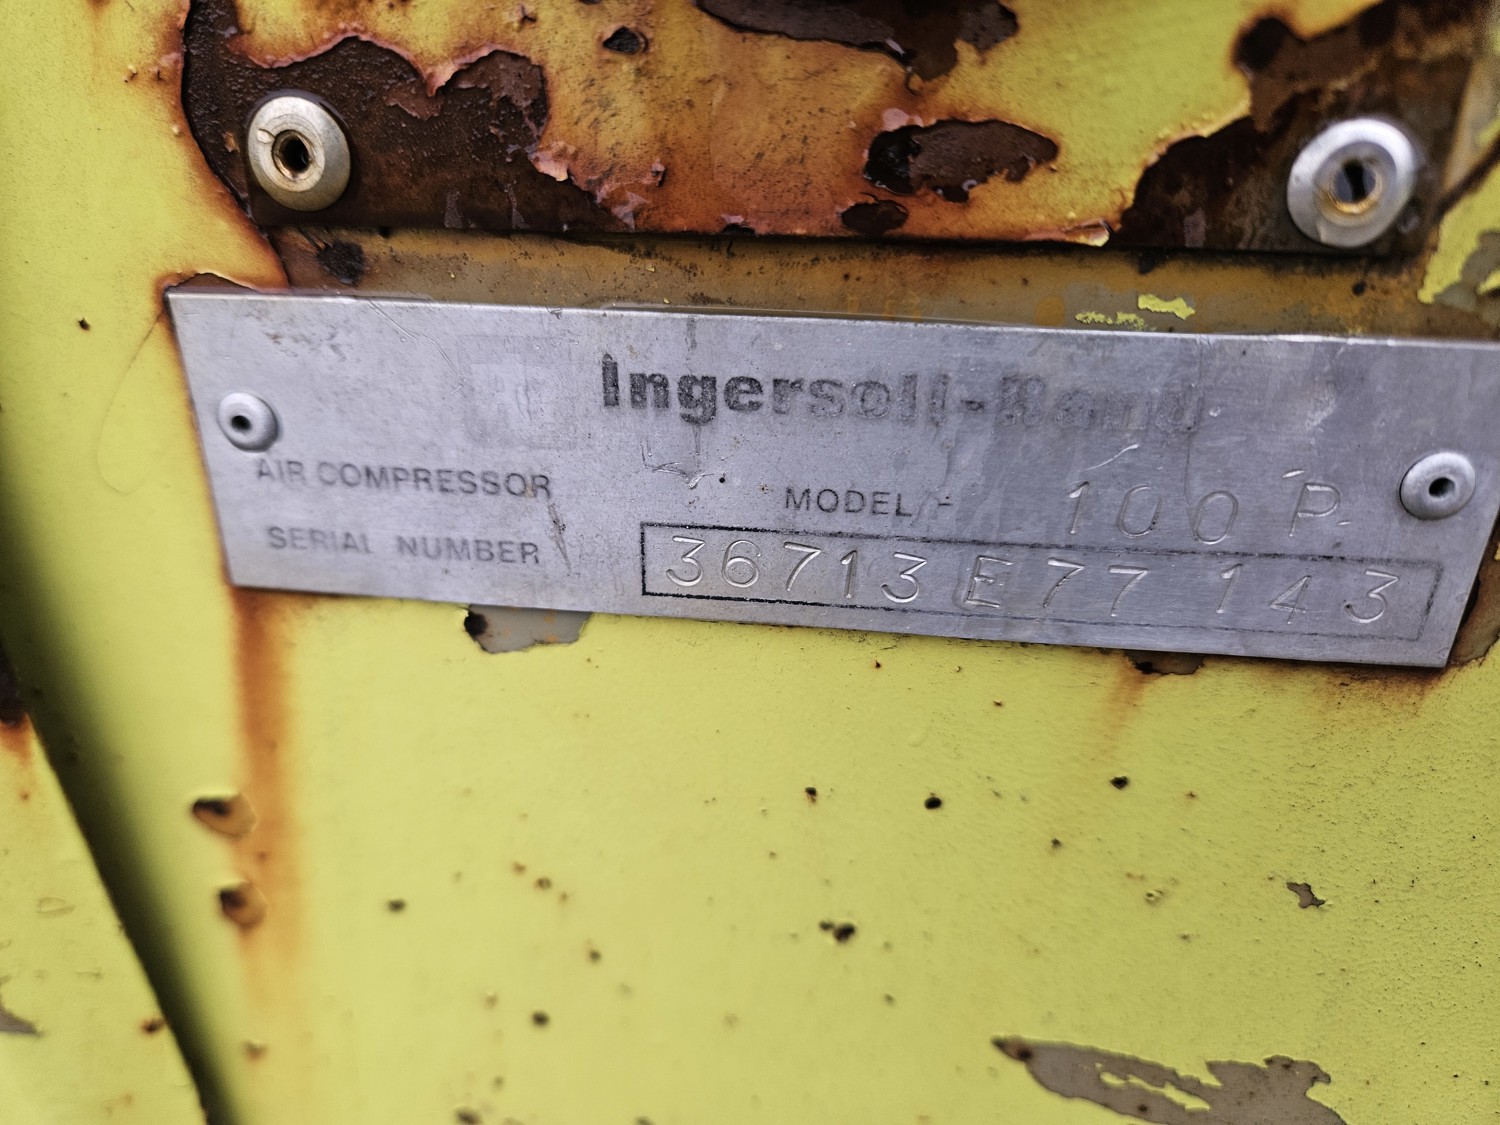 Ingersoll-Rand
AIR COMPRESSOR MODEL - 100 P
SERIAL NUMBER 36713 E77 143